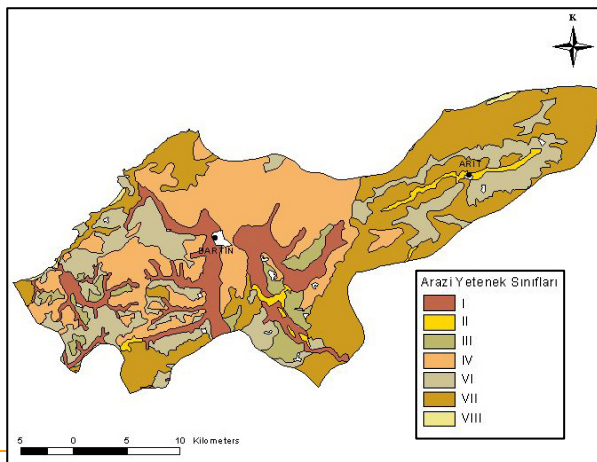 K
ARIT
BARTIN
Arazi Yetenek Sınıfları
I
II
III
IV
VI
VII
VIII
5 0 5 10 Kilometers